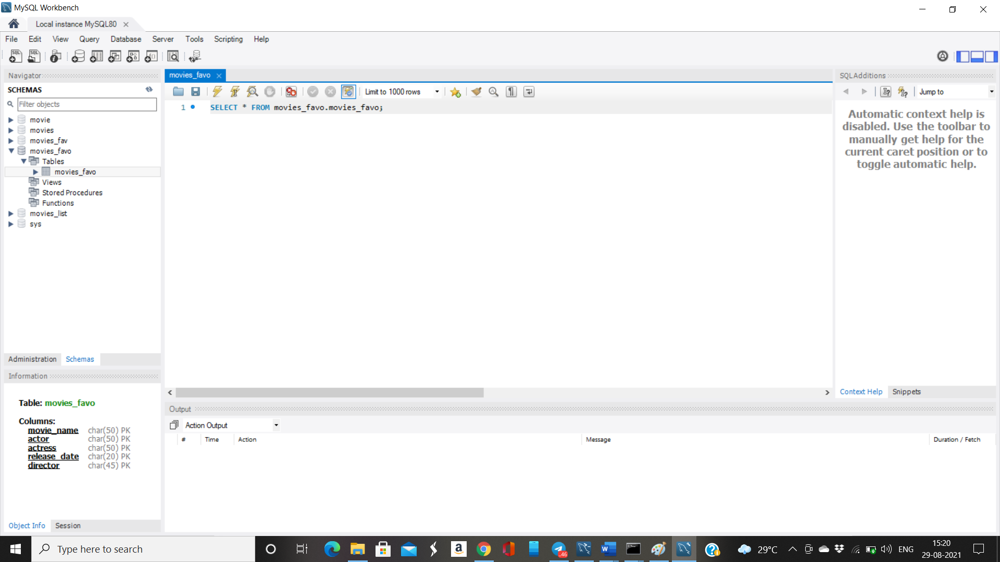 MySQL Workbench
Local instance MySQL80
File Edit View Query Database Server Tools Scripting Help
Navigator
SCHEMAS
Filter objects
movie
movies
movies_fav
movies_favo
Tables
movies_favo
Views
Stored Procedures
Functions
movies_list
sys
Administration Schemas
Information
Table: movies_favo
Columns:
movie_name char(50) PK
actor char(50) PK
actress char(50) PK
release_date char(20) PK
director char(45) PK
Object Info Session
movies_favo
Limit to 1000 rows
1 SELECT * FROM movies_favo.movies_favo;
Output
Action Output
# Time Action Message Duration / Fetch
SQLAdditions
Jump to
Automatic context help is
disabled. Use the toolbar to
manually get help for the
current caret position or to
toggle automatic help.
Context Help Snippets
Type here to search
29°C
ENG
15:20
29-08-2021